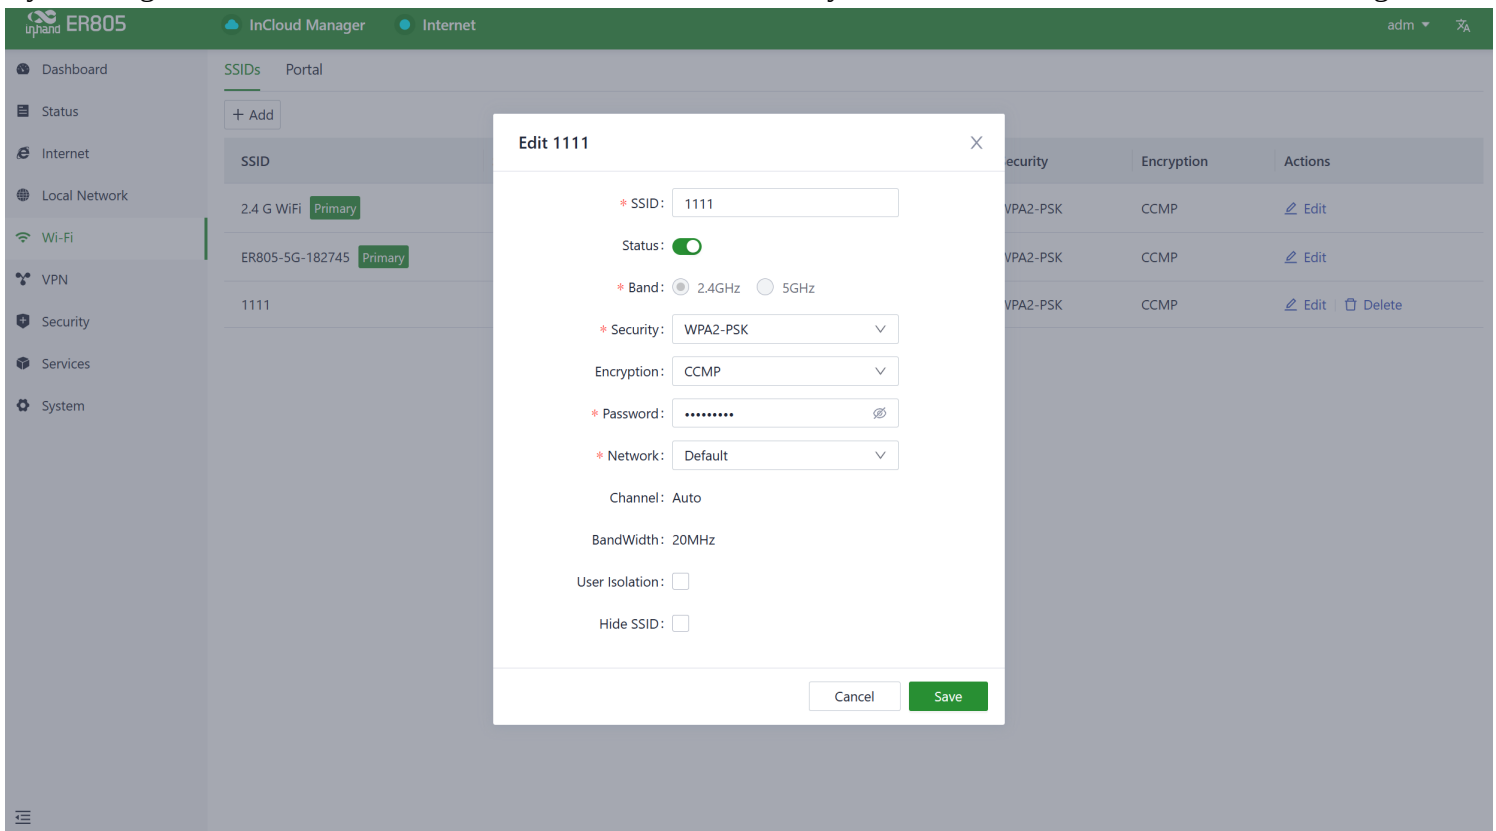 inhand ER805 InCloud Manager Internet adm
Dashboard
Status
Internet
Local Network
Wi-Fi
VPN
Security
Services
System
SSIDs Portal
+ Add
SSID ecurity Encryption Actions
2.4 G WiFi Primary WPA2-PSK CCMP Edit
ER805-5G-182745 Primary WPA2-PSK CCMP Edit
1111 WPA2-PSK CCMP Edit Delete
Edit 1111
* SSID: 1111
Status:
* Band: 2.4GHz 5GHz
* Security: WPA2-PSK
Encryption: CCMP
* Password: •••••••••
* Network: Default
Channel: Auto
BandWidth: 20MHz
User Isolation:
Hide SSID:
Cancel Save